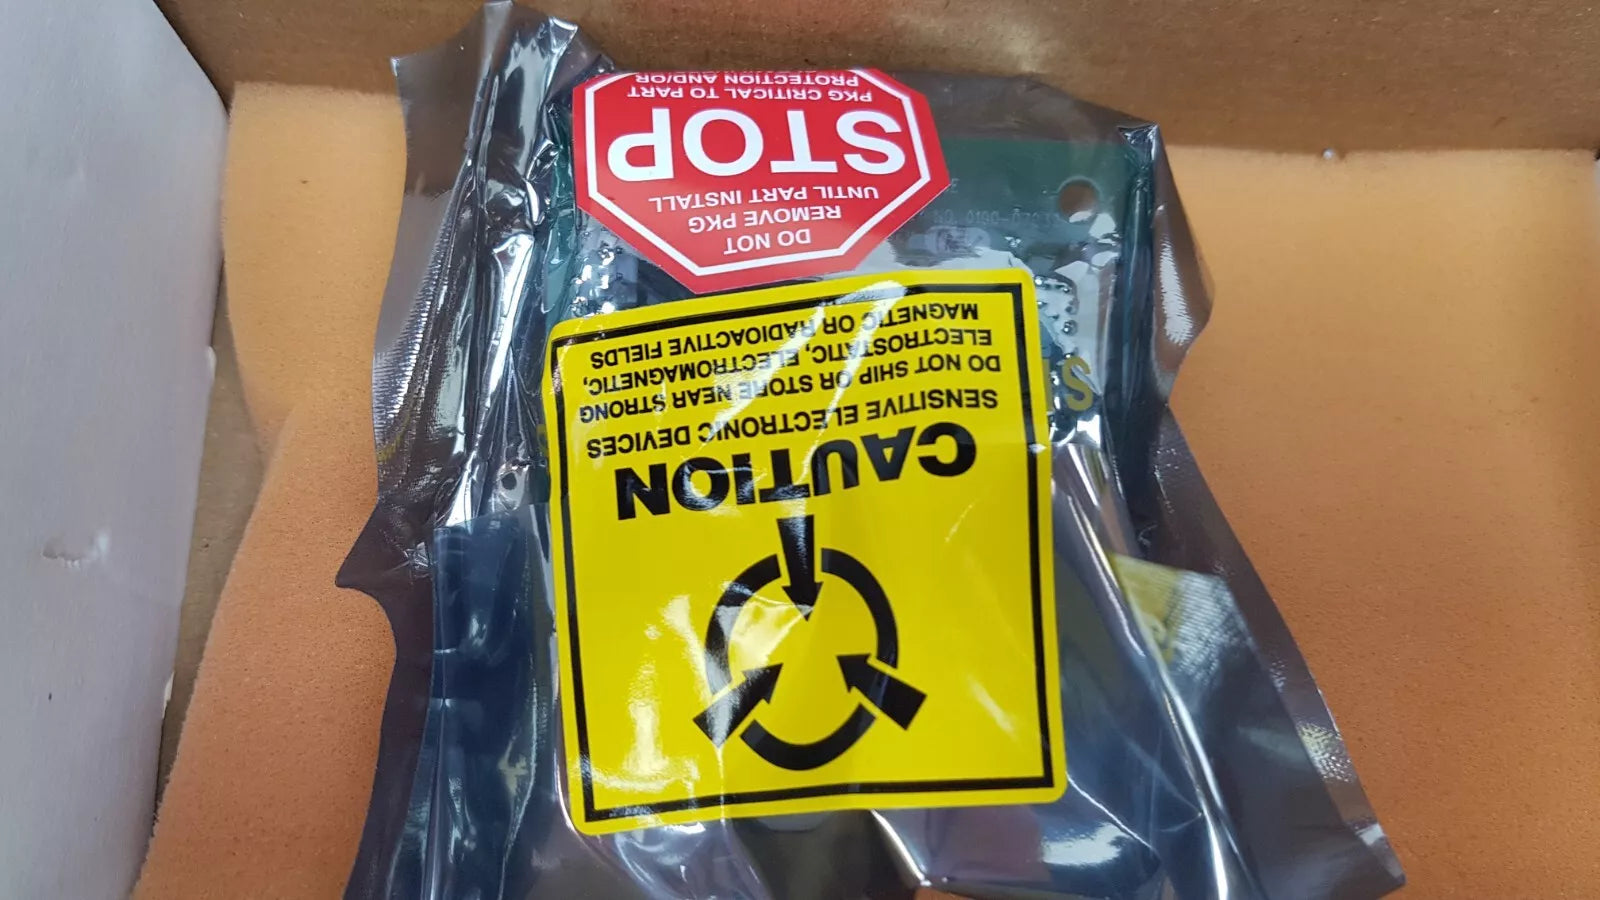 DO NOT
REMOVE PKG
UNTIL PART INSTALL
STOP
PKG CRITICAL TO PART
PROTECTION AND/OR
CAUTION
SENSITIVE ELECTRONIC DEVICES
DO NOT SHIP OR STORE NEAR STRONG
ELECTROSTATIC, ELECTROMAGNETIC,
MAGNETIC OR RADIOACTIVE FIELDS